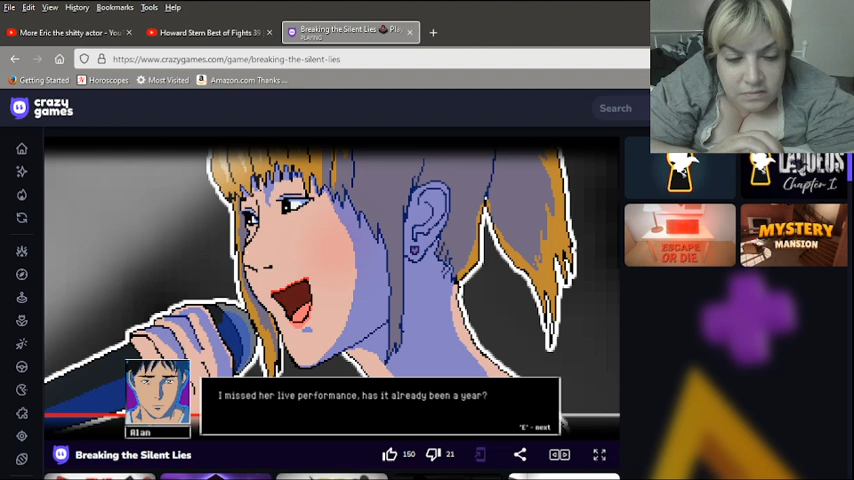 File Edit View History Bookmarks Tools Help
More Eric the shitty actor - You
Howard Stern Best of Fights 39
Breaking the Silent Lies Play
PLAYING
https://www.crazygames.com/game/breaking-the-silent-lies
Getting Started Horoscopes Most Visited Amazon.com Thanks ...
crazy games
Search
Chapter I
ESCAPE OR DIE
MYSTERY MANSION
I missed her live performance, has it already been a year?
"E" - next
Alan
Breaking the Silent Lies
150
21